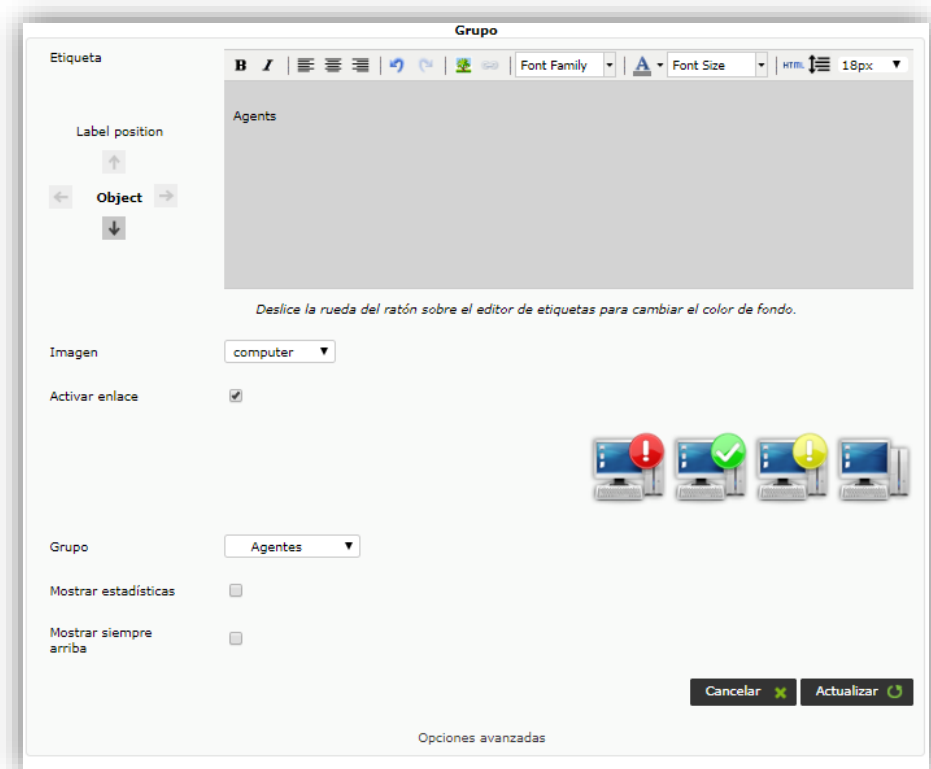 Grupo
Etiqueta
B I Font Family A Font Size HTML 18px
Agents
Label position
Object
Deslice la rueda del ratón sobre el editor de etiquetas para cambiar el color de fondo.
Imagen computer
Activar enlace
Grupo Agentes
Mostrar estadísticas
Mostrar siempre
arriba
Cancelar Actualizar
Opciones avanzadas